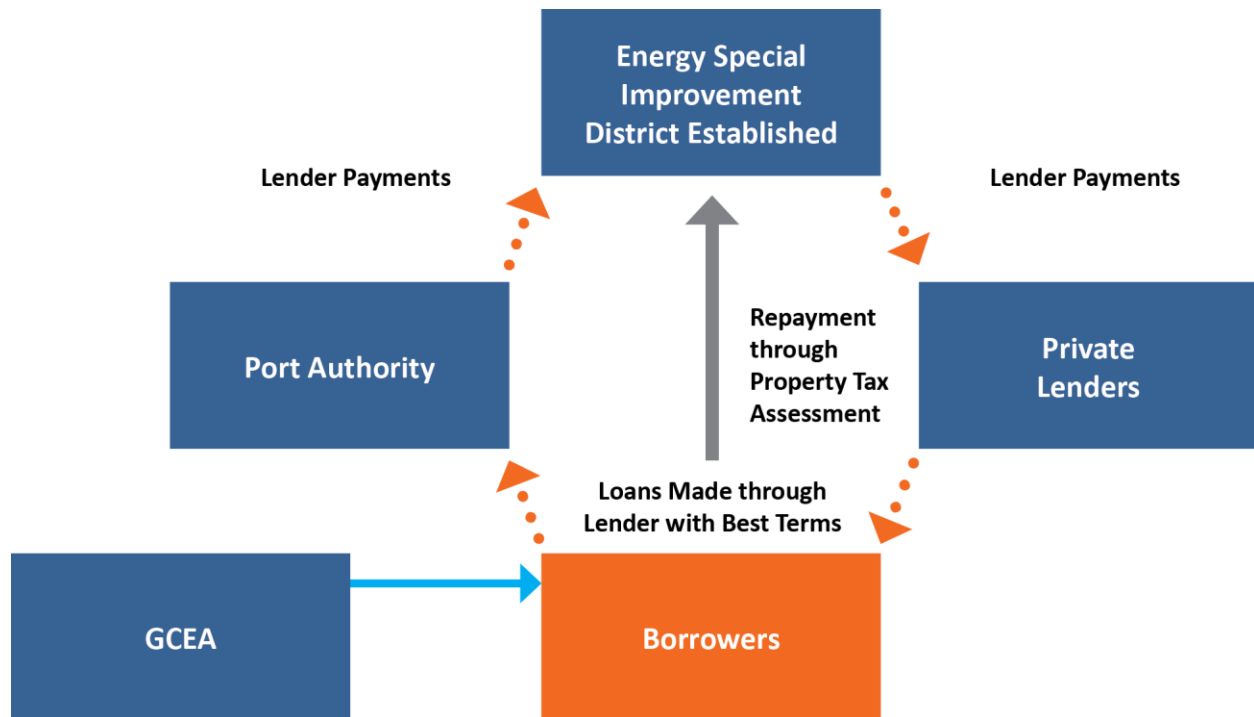 Energy Special
Improvement
District Established
Lender Payments
Lender Payments
Port Authority
Repayment
through
Property Tax
Assessment
Private
Lenders
Loans Made through
Lender with Best Terms
GCEA
Borrowers